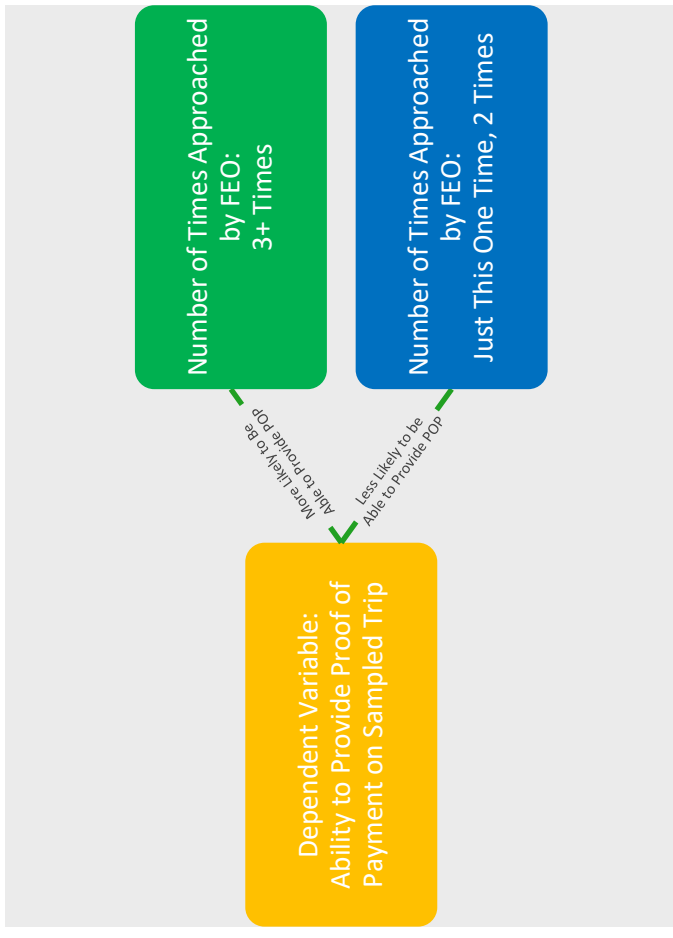 Dependent Variable:
Ability to Provide Proof of
Payment on Sampled Trip
More Likely to Be
Able to Provide POP
Less Likely to be
Able to Provide POP
Number of Times Approached
by FEO:
3+ Times
Number of Times Approached
by FEO:
Just This One Time, 2 Times